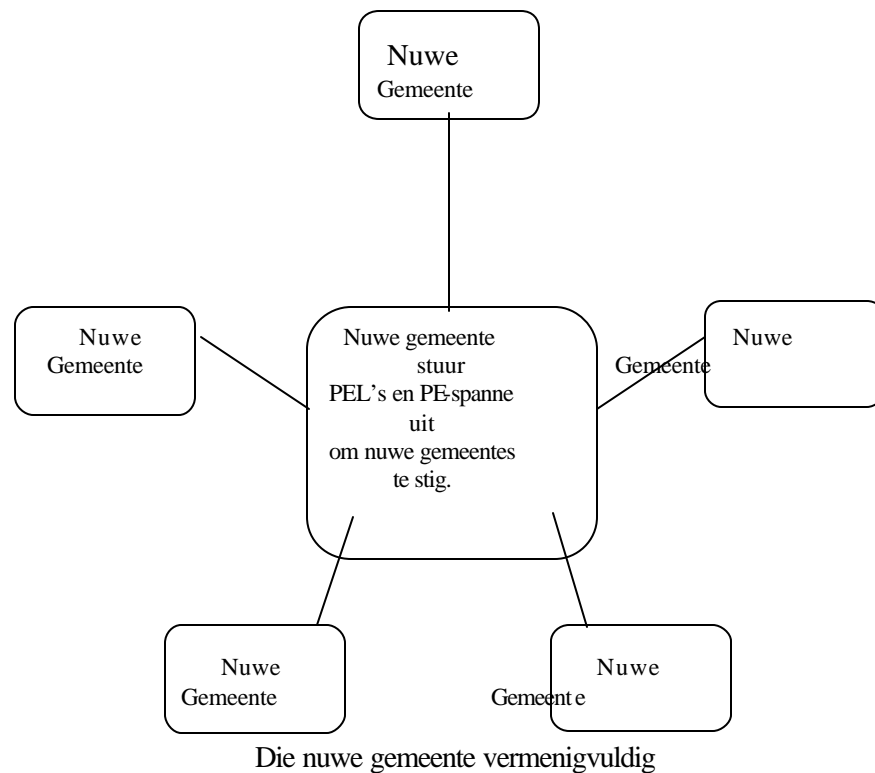 Nuwe
Gemeente
Nuwe
Gemeente
Nuwe gemeente
stuur
PEL's en PE-spanne
uit
om nuwe gemeentes
te stig.
Nuwe
Gemeente
Nuwe
Gemeente
Nuwe
Gemeente
Die nuwe gemeente vermenigvuldig